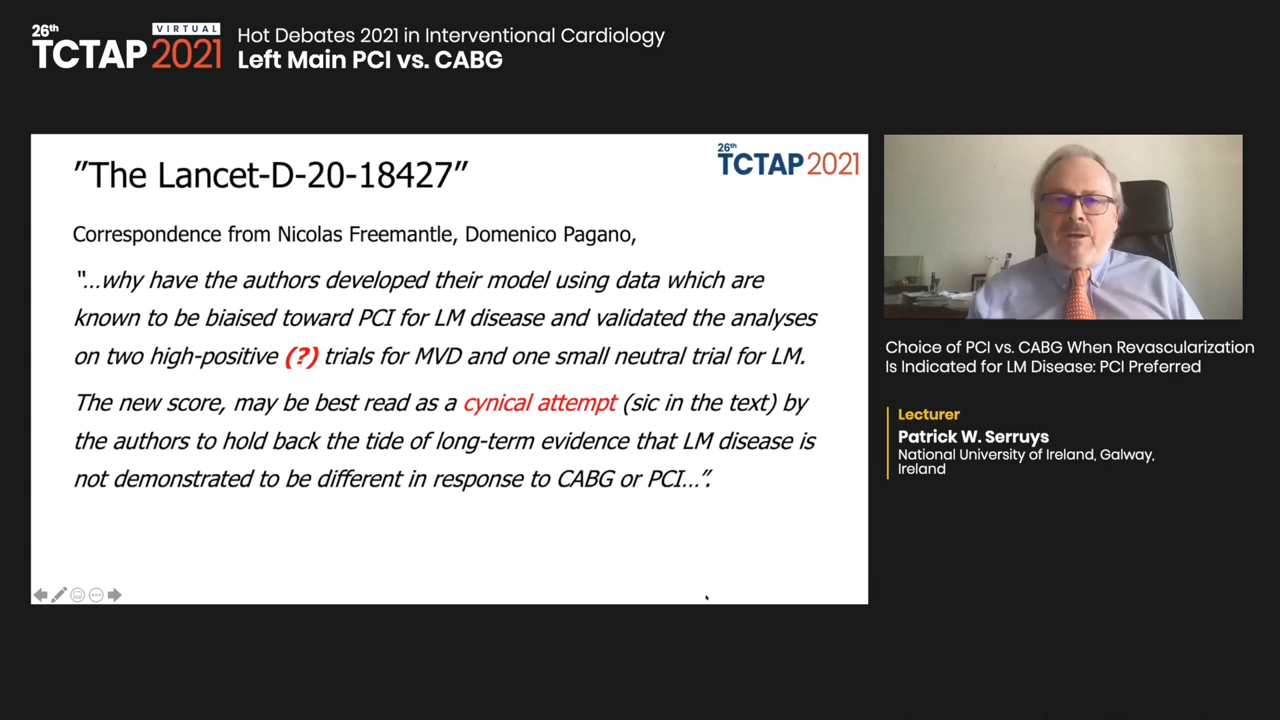 26th
VIRTUAL
TCTAP 2021
Hot Debates 2021 in Interventional Cardiology
Left Main PCI vs. CABG
"The Lancet-D-20-18427"
26th
TCTAP 2021
Correspondence from Nicolas Freemantle, Domenico Pagano,
"...why have the authors developed their model using data which are
known to be biaised toward PCI for LM disease and validated the analyses
on two high-positive (?) trials for MVD and one small neutral trial for LM.
The new score, may be best read as a cynical attempt (sic in the text) by
the authors to hold back the tide of long-term evidence that LM disease is
not demonstrated to be different in response to CABG or PCI...".
Choice of PCI vs. CABG When Revascularization
Is Indicated for LM Disease: PCI Preferred
Lecturer
Patrick W. Serruys
National University of Ireland, Galway,
Ireland